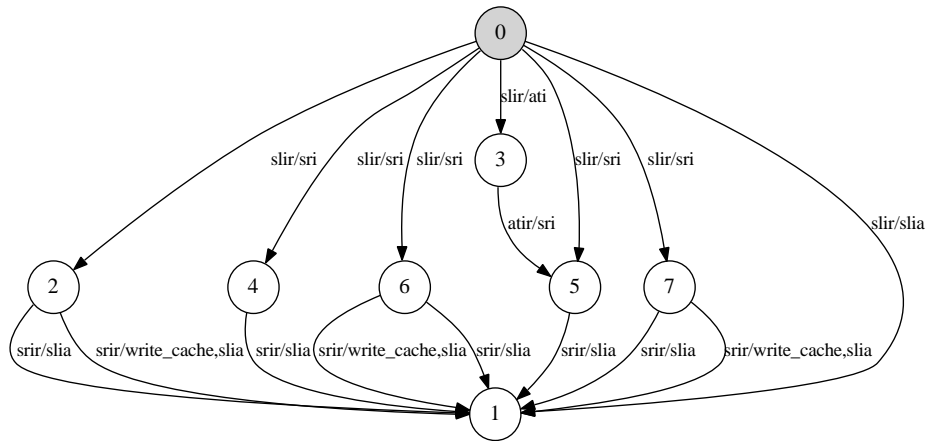 0
slir/ati
slir/sri
slir/sri
slir/sri
3
slir/sri
slir/sri
slir/slia
atir/sri
2
4
6
5
7
srir/slia
srir/write_cache,slia
srir/slia
srir/write_cache,slia
srir/slia
srir/slia
srir/slia
srir/write_cache,slia
1